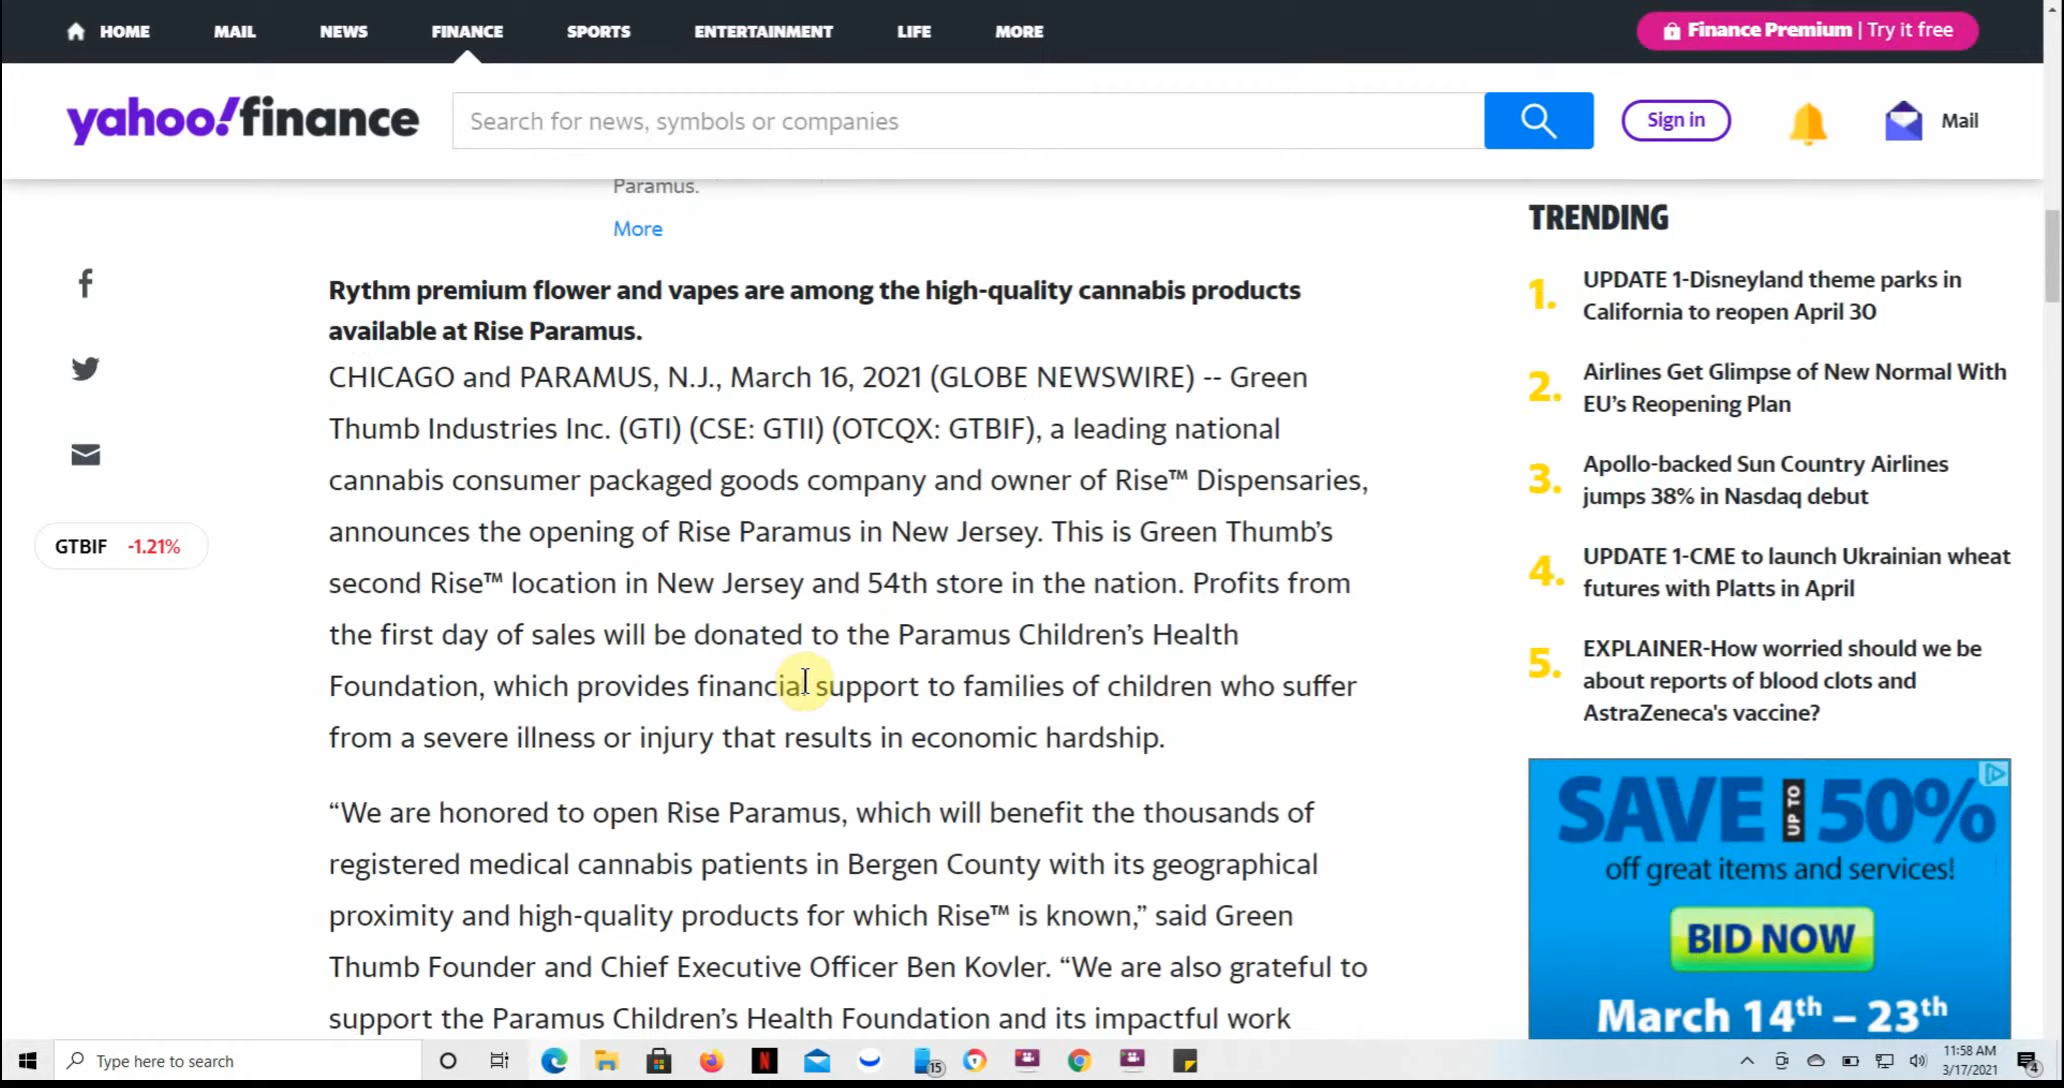 HOME MAIL NEWS FINANCE SPORTS ENTERTAINMENT LIFE MORE Finance Premium | Try it free
yahoo!finance Search for news, symbols or companies Sign in Mail
Paramus.
More
Rythm premium flower and vapes are among the high-quality cannabis products
available at Rise Paramus.
CHICAGO and PARAMUS, N.J., March 16, 2021 (GLOBE NEWSWIRE) -- Green
Thumb Industries Inc. (GTI) (CSE: GTII) (OTCQX: GTBIF), a leading national
cannabis consumer packaged goods company and owner of Rise™ Dispensaries,
announces the opening of Rise Paramus in New Jersey. This is Green Thumb’s
second Rise™ location in New Jersey and 54th store in the nation. Profits from
the first day of sales will be donated to the Paramus Children’s Health
Foundation, which provides financial support to families of children who suffer
from a severe illness or injury that results in economic hardship.
“We are honored to open Rise Paramus, which will benefit the thousands of
registered medical cannabis patients in Bergen County with its geographical
proximity and high-quality products for which Rise™ is known,” said Green
Thumb Founder and Chief Executive Officer Ben Kovler. “We are also grateful to
support the Paramus Children’s Health Foundation and its impactful work
GTBIF -1.21%
TRENDING
1. UPDATE 1-Disneyland theme parks in
California to reopen April 30
2. Airlines Get Glimpse of New Normal With
EU’s Reopening Plan
3. Apollo-backed Sun Country Airlines
jumps 38% in Nasdaq debut
4. UPDATE 1-CME to launch Ukrainian wheat
futures with Platts in April
5. EXPLAINER-How worried should we be
about reports of blood clots and
AstraZeneca's vaccine?
SAVE UP TO 50%
off great items and services!
BID NOW
March 14th – 23th
Type here to search
N
15
11:58 AM
3/17/2021
4